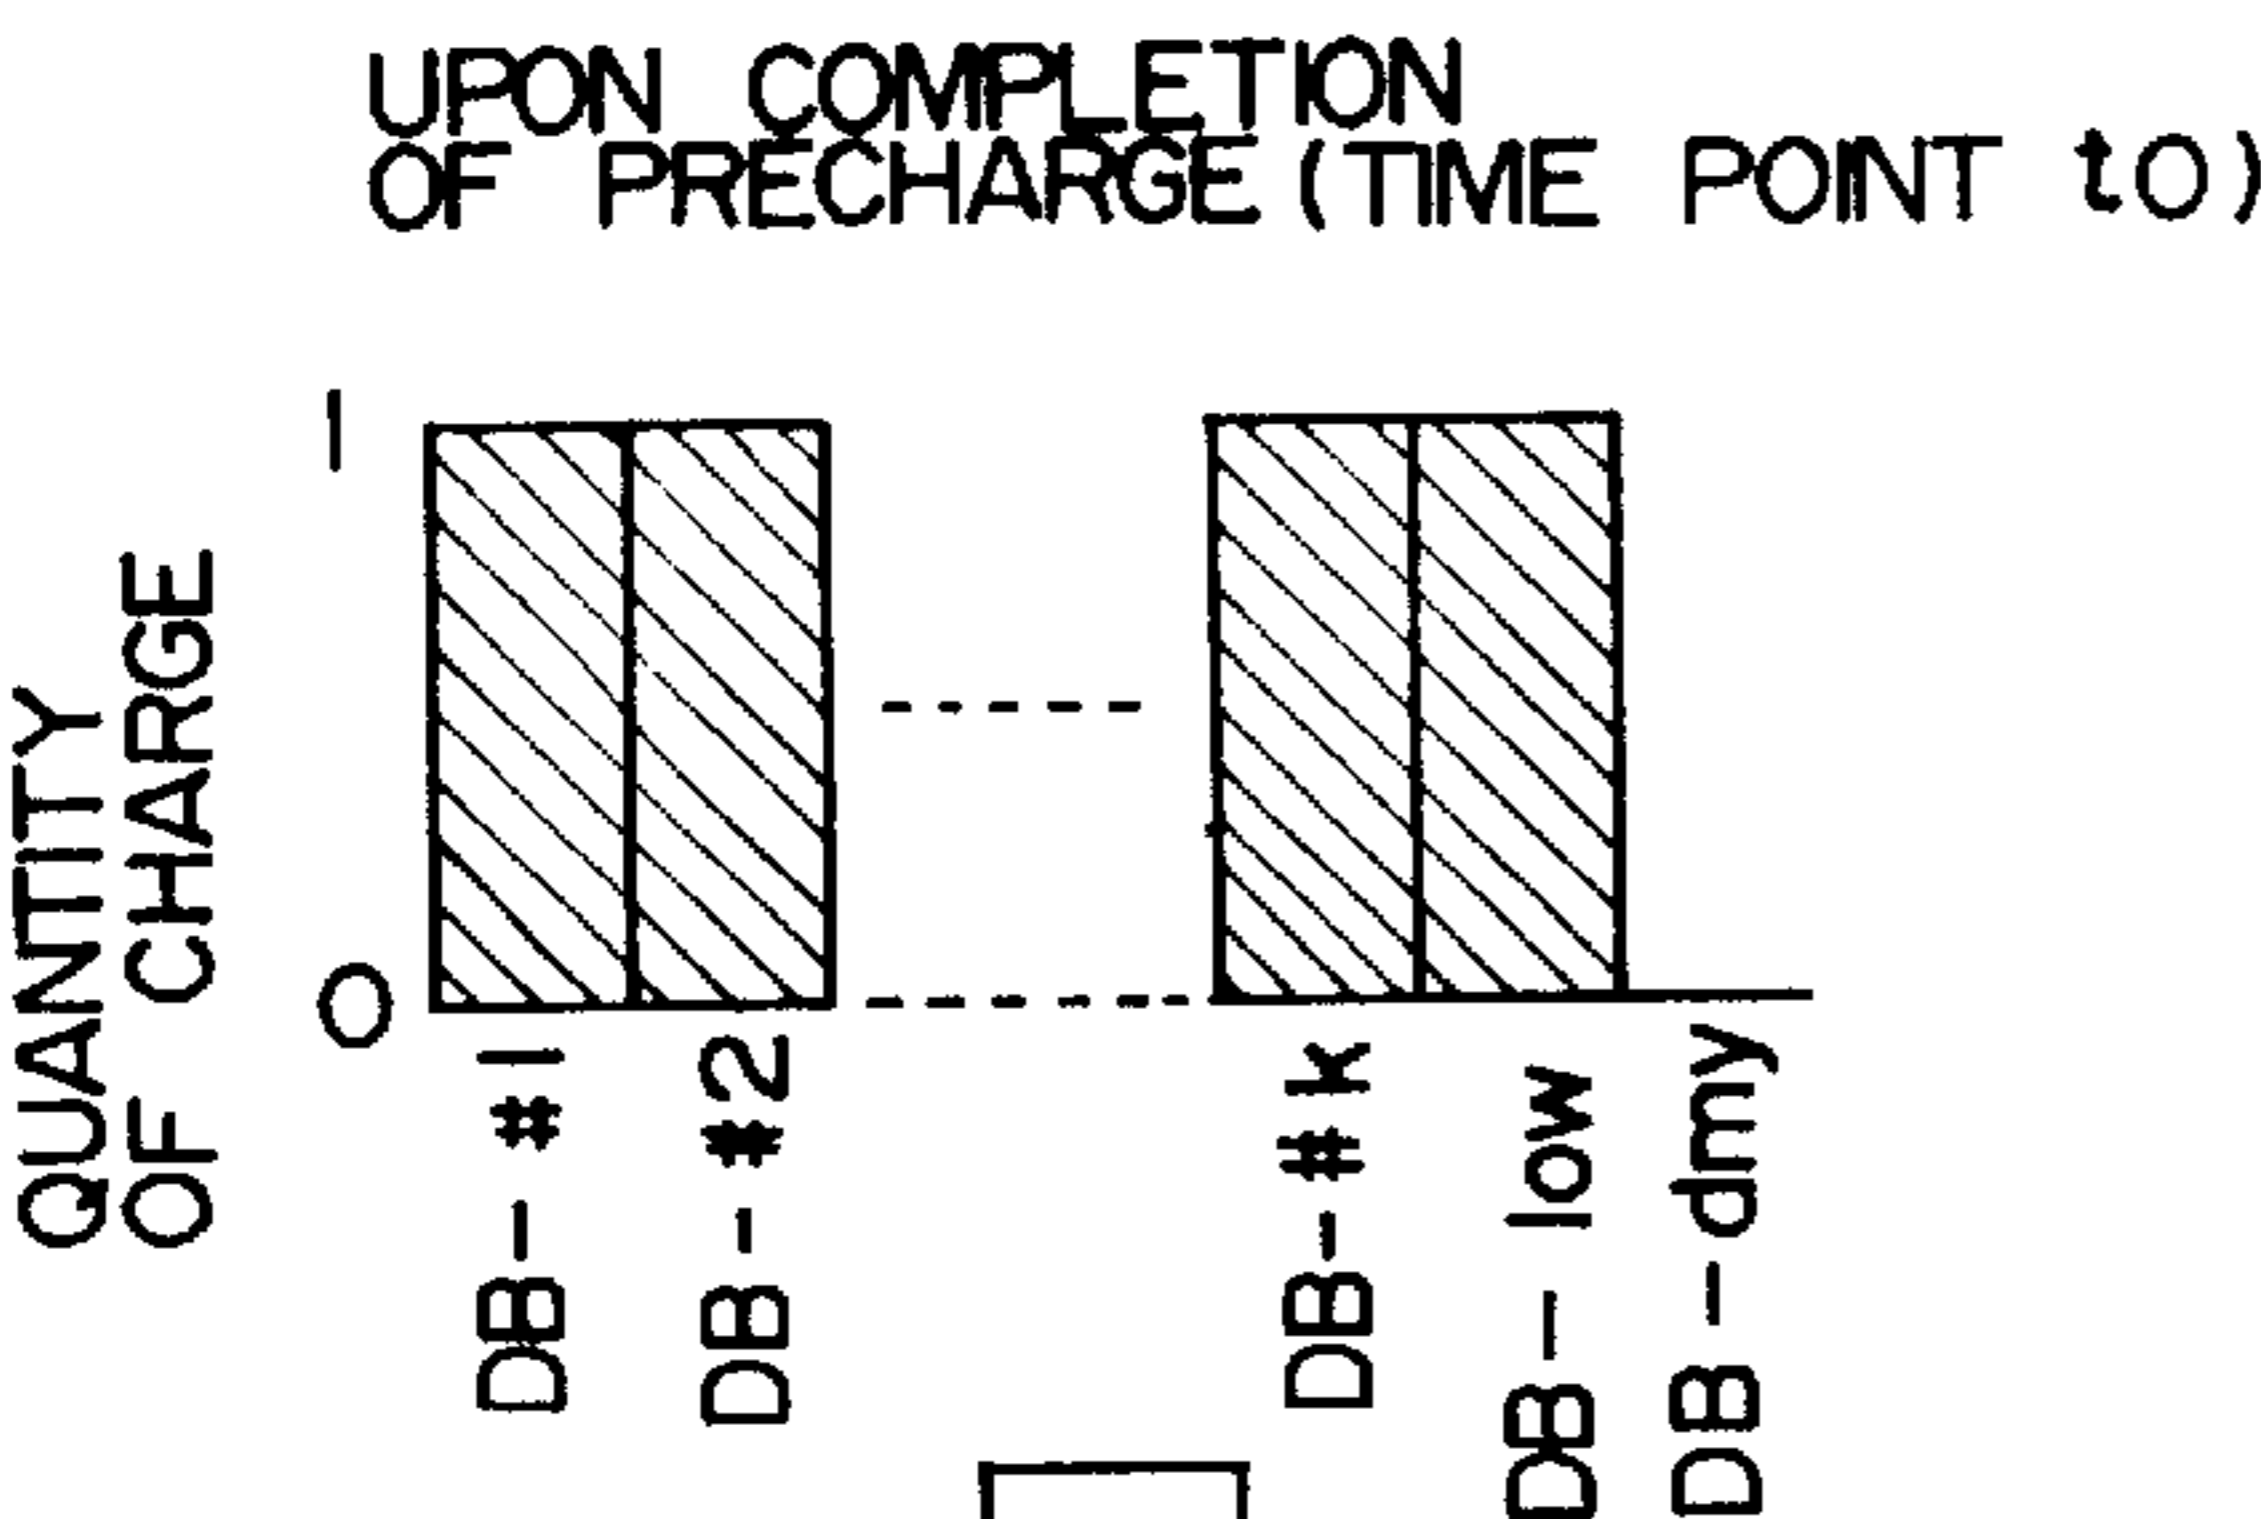 UPON COMPLETION
OF PRECHARGE (TIME POINT t0)
QUANTITY
OF CHARGE
1
0
DB-#1
DB-#2
DB-#K
DB-low
DB-dmy